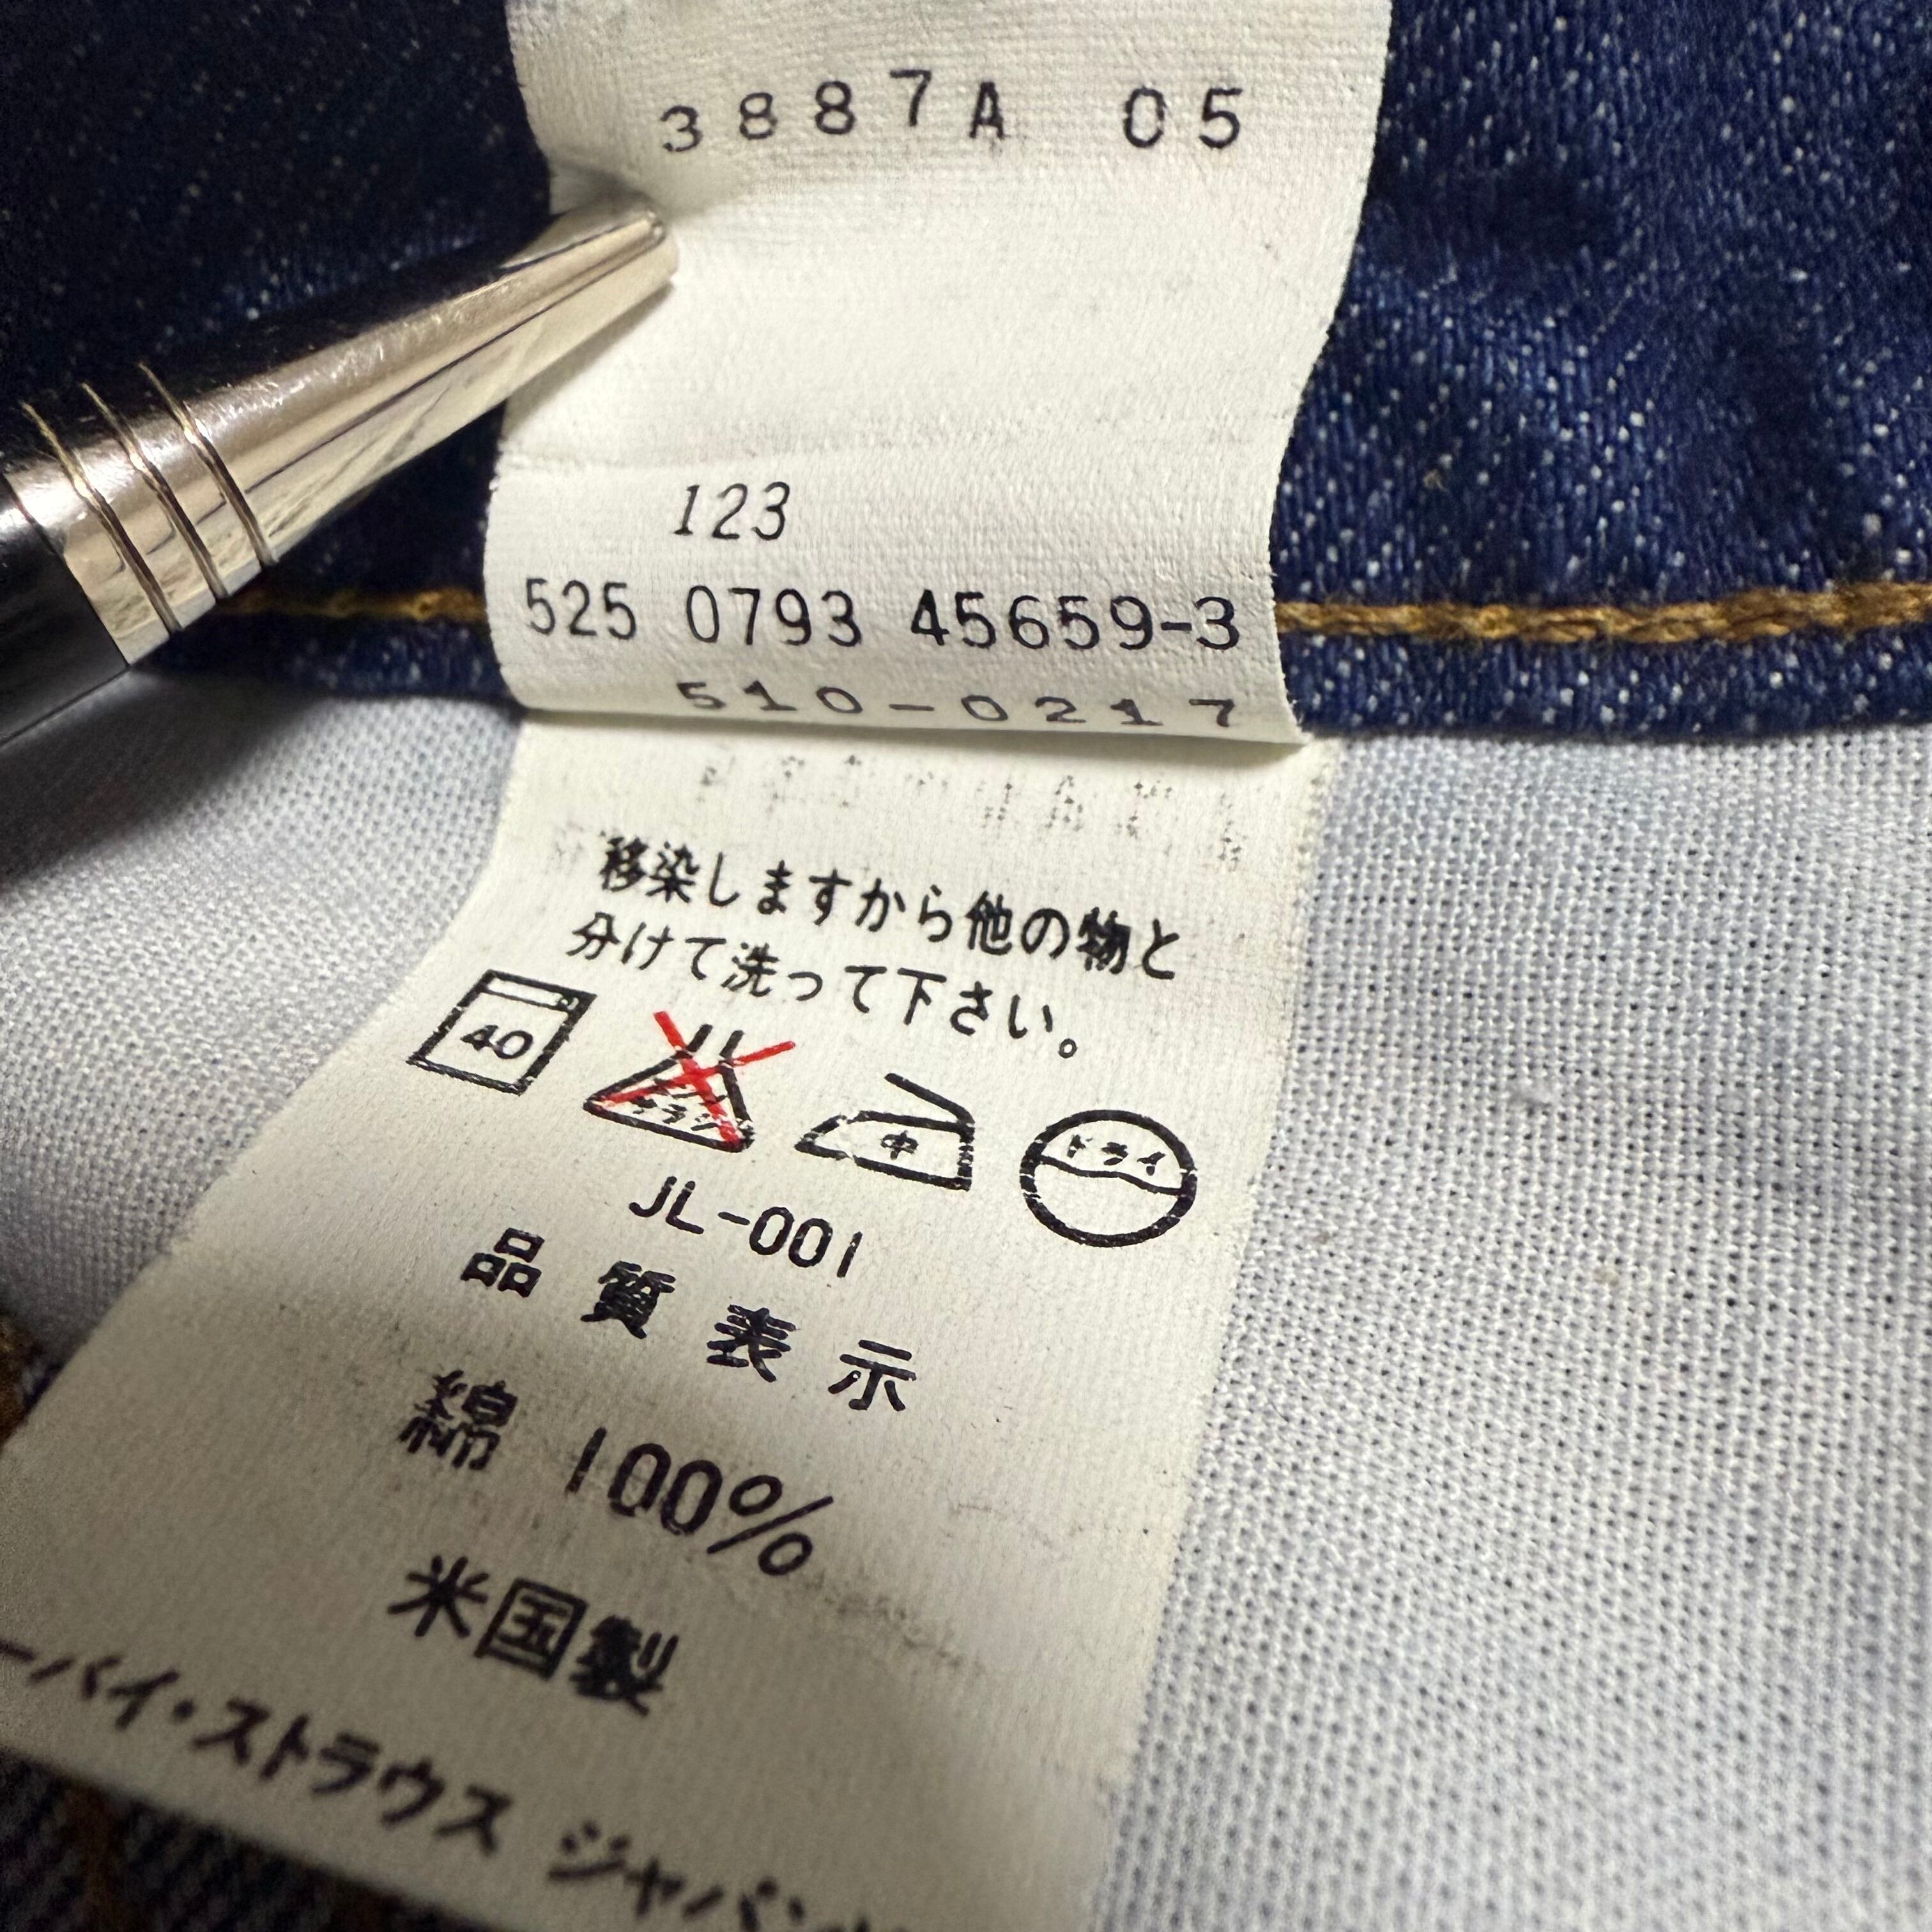 3887A 05
123
525 0793 45659-3
510-0217
移染しますから他の物と
分けて洗って下さい。
40
中
ドライ
JL-001
品質表示
綿 100%
米国製
ーバイ・ストラウス ジャパン